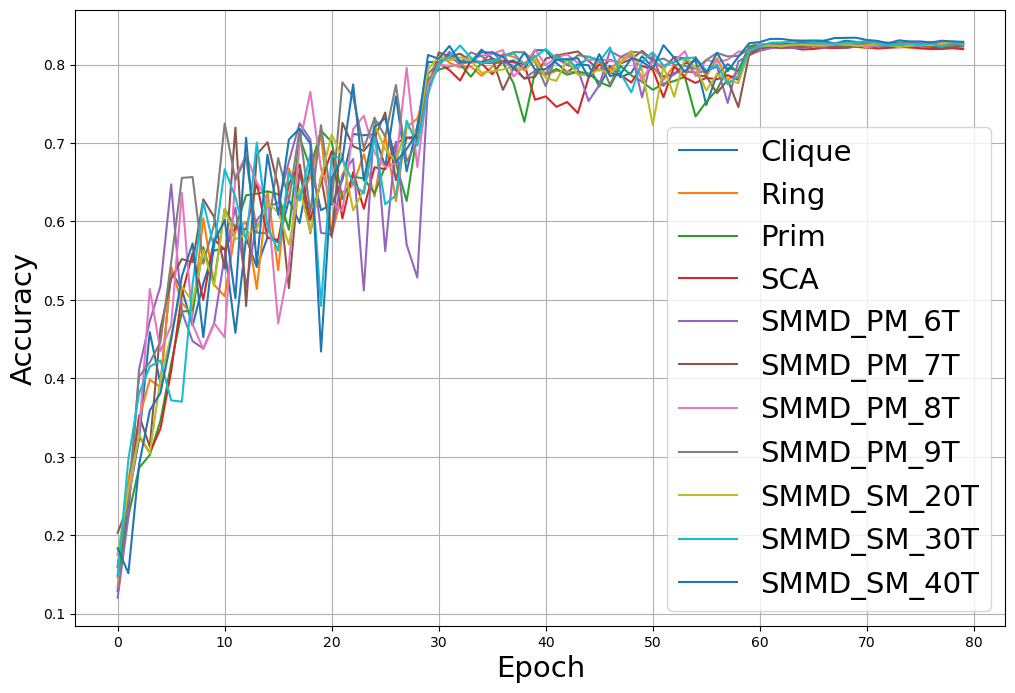 0.8
0.7
0.6
0.5
0.4
0.3
0.2
0.1
Accuracy
0 10 20 30 40 50 60 70 80
Epoch
Clique
Ring
Prim
SCA
SMMD_PM_6T
SMMD_PM_7T
SMMD_PM_8T
SMMD_PM_9T
SMMD_SM_20T
SMMD_SM_30T
SMMD_SM_40T